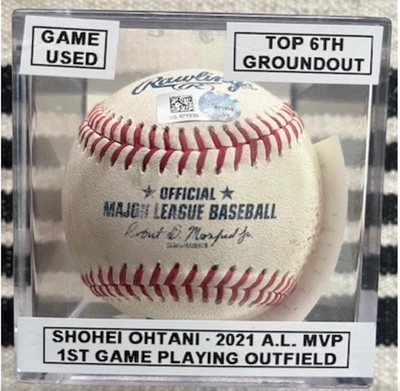 GAME
USED
TOP 6TH
GROUNDOUT
Rawlings
OFFICIAL
MAJOR LEAGUE BASEBALL
Robert D. Manfred Jr.
SHOHEI OHTANI · 2021 A.L. MVP
1ST GAME PLAYING OUTFIELD